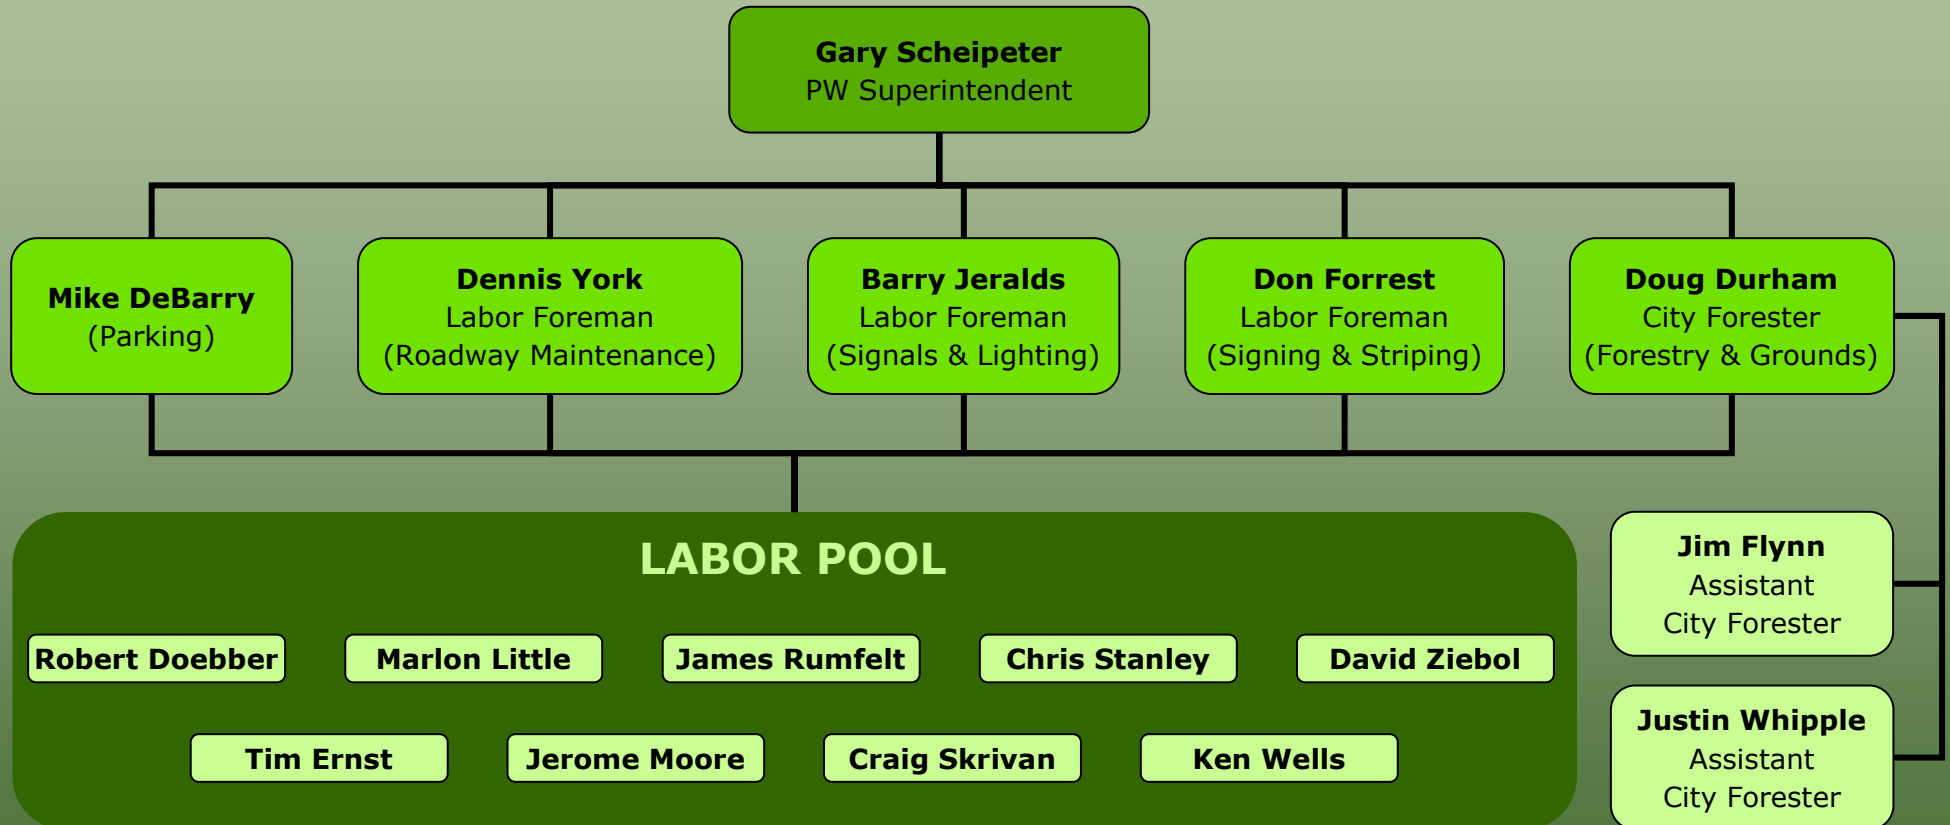 Gary Scheipeter
PW Superintendent
Mike DeBarry
(Parking)
Dennis York
Labor Foreman
(Roadway Maintenance)
Barry Jeralds
Labor Foreman
(Signals & Lighting)
Don Forrest
Labor Foreman
(Signing & Striping)
Doug Durham
City Forester
(Forestry & Grounds)
LABOR POOL
Robert Doebber
Marlon Little
James Rumfelt
Chris Stanley
David Ziebol
Tim Ernst
Jerome Moore
Craig Skrivan
Ken Wells
Jim Flynn
Assistant
City Forester
Justin Whipple
Assistant
City Forester